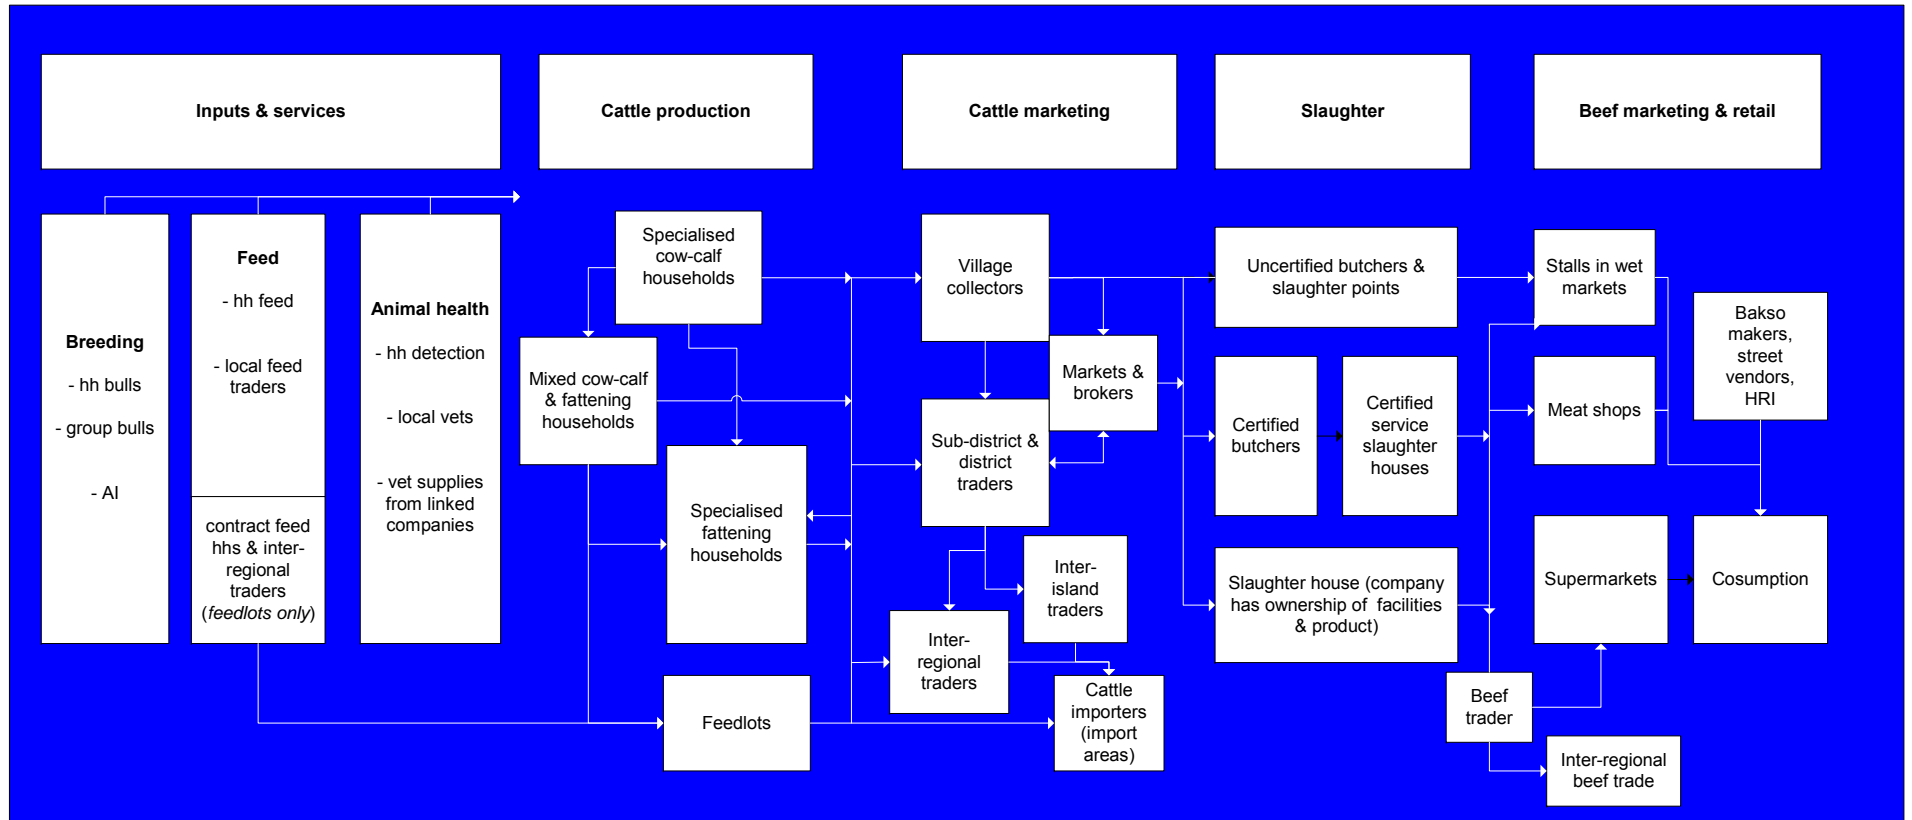 Inputs & services
Cattle production
Cattle marketing
Slaughter
Beef marketing & retail
Breeding
- hh bulls
- group bulls
- AI
Feed
- hh feed
- local feed
traders
contract feed
hhs & inter-
regional
traders
(feedlots only)
Animal health
- hh detection
- local vets
- vet supplies
from linked
companies
Specialised
cow-calf
households
Mixed cow-calf
& fattening
households
Specialised
fattening
households
Feedlots
Village
collectors
Markets &
brokers
Sub-district &
district
traders
Inter-
island
traders
Inter-
regional
traders
Cattle
importers
(import
areas)
Uncertified butchers &
slaughter points
Certified
butchers
Certified
service
slaughter
houses
Slaughter house (company
has ownership of facilities
& product)
Beef
trader
Stalls in wet
markets
Meat shops
Supermarkets
Inter-regional
beef trade
Bakso
makers,
street
vendors,
HRI
Cosumption